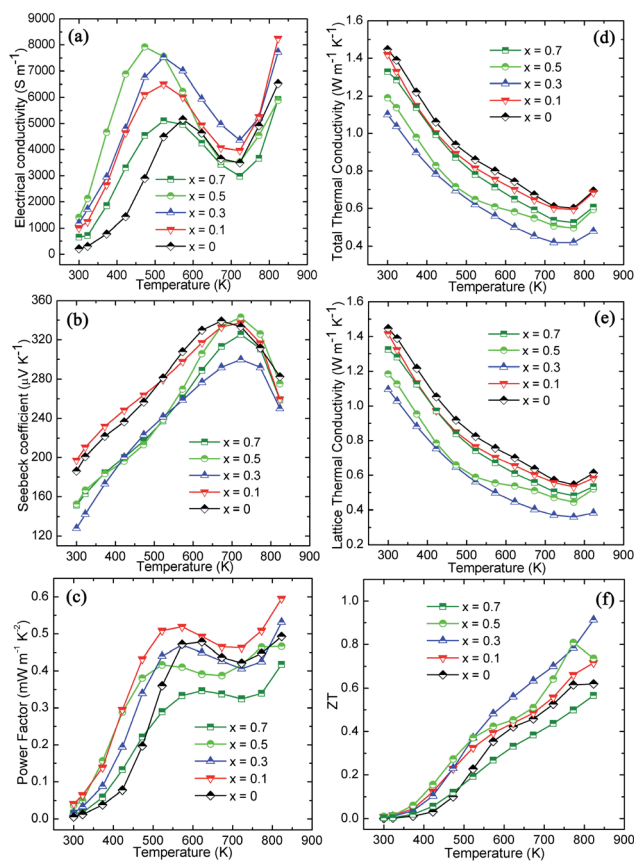 (a)
Electrical conductivity (S m⁻¹)
9000
8000
7000
6000
5000
4000
3000
2000
1000
0
x = 0.7
x = 0.5
x = 0.3
x = 0.1
x = 0
300 400 500 600 700 800 900
Temperature (K)
(d)
Total Thermal Conductivity (W m⁻¹ K⁻¹)
1.6
1.4
1.2
1.0
0.8
0.6
0.4
x = 0.7
x = 0.5
x = 0.3
x = 0.1
x = 0
300 400 500 600 700 800 900
Temperature (K)
(b)
Seebeck coefficient (μV K⁻¹)
360
320
280
240
200
160
120
x = 0.7
x = 0.5
x = 0.3
x = 0.1
x = 0
300 400 500 600 700 800 900
Temperature (K)
(e)
Lattice Thermal Conductivity (W m⁻¹ K⁻¹)
1.6
1.4
1.2
1.0
0.8
0.6
0.4
0.2
x = 0.7
x = 0.5
x = 0.3
x = 0.1
x = 0
300 400 500 600 700 800 900
Temperature (K)
(c)
Power Factor (mW m⁻¹ K⁻²)
0.6
0.5
0.4
0.3
0.2
0.1
0.0
x = 0.7
x = 0.5
x = 0.3
x = 0.1
x = 0
300 400 500 600 700 800 900
Temperature (K)
(f)
ZT
1.0
0.8
0.6
0.4
0.2
0.0
x = 0.7
x = 0.5
x = 0.3
x = 0.1
x = 0
300 400 500 600 700 800 900
Temperature (K)